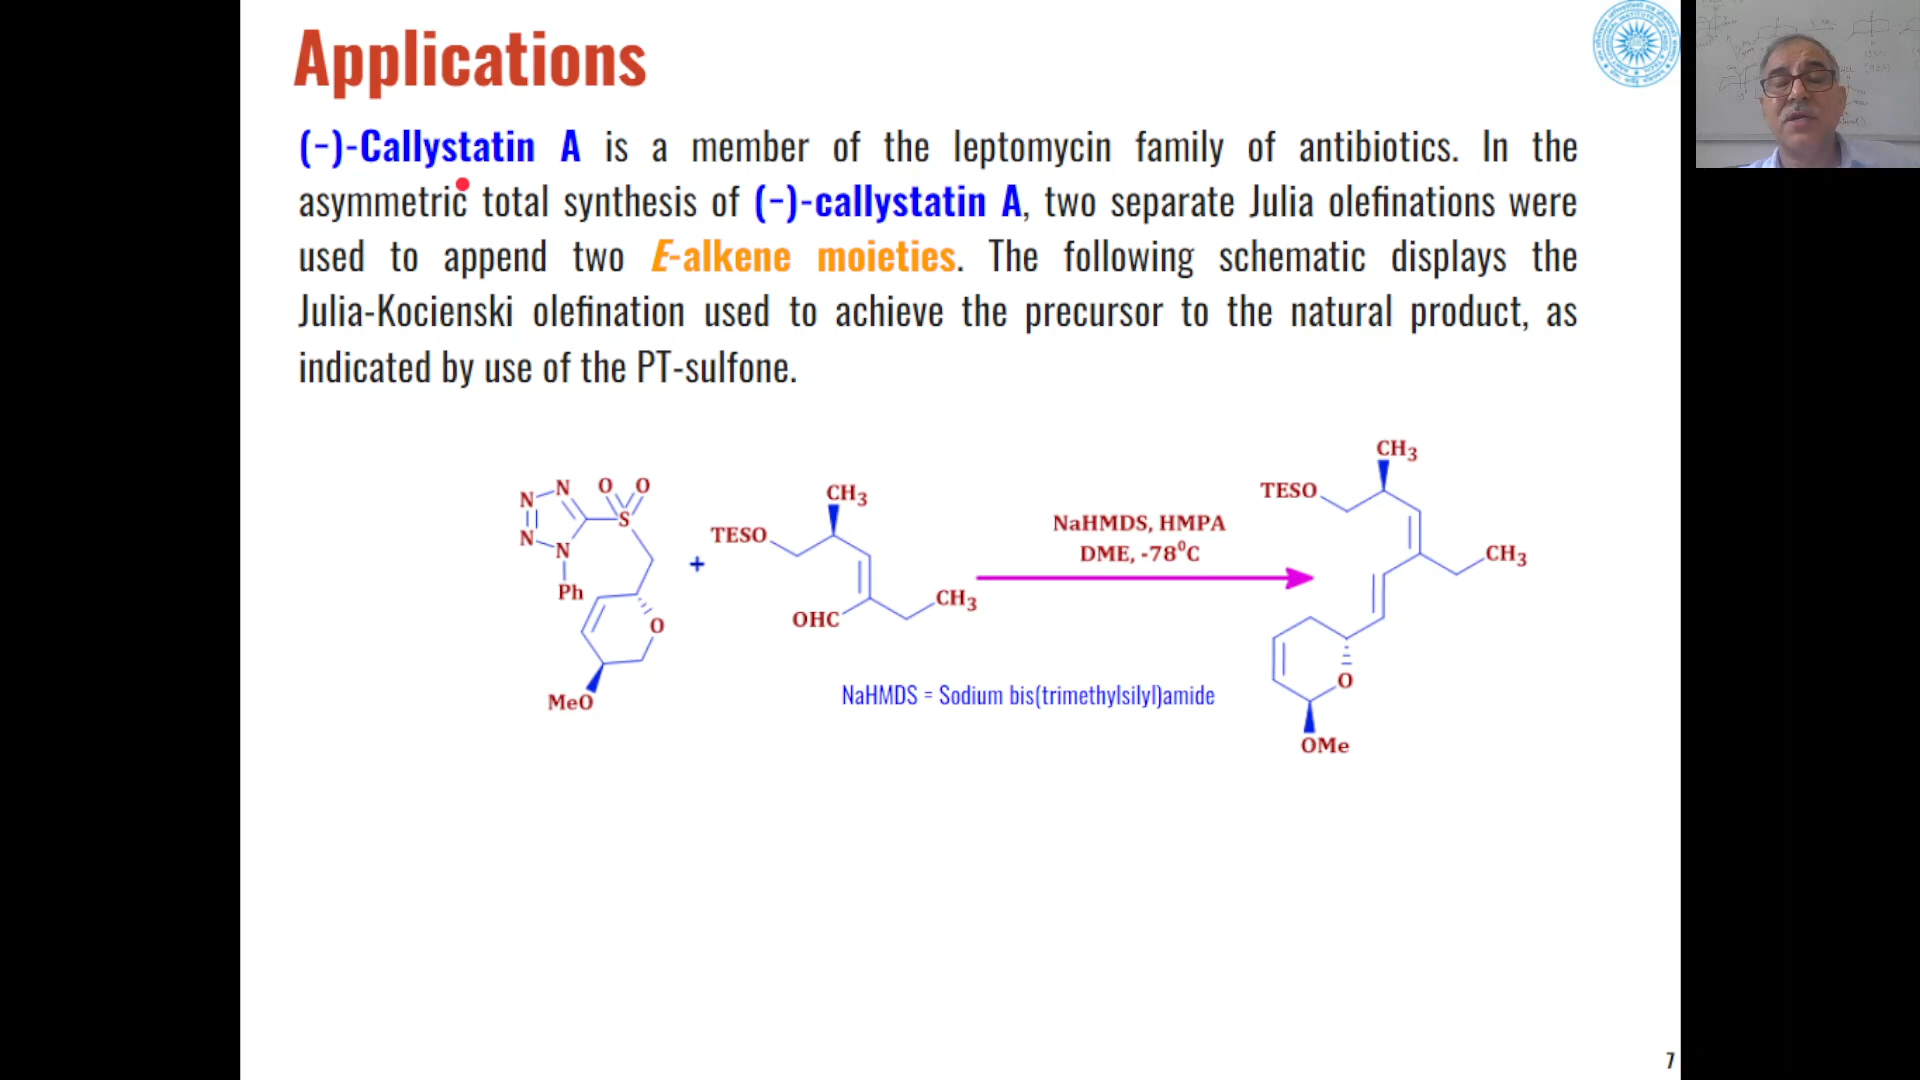 Applications
(−)-Callystatin A is a member of the leptomycin family of antibiotics. In the
asymmetric total synthesis of (−)-callystatin A, two separate Julia olefinations were
used to append two E-alkene moieties. The following schematic displays the
Julia-Kocienski olefination used to achieve the precursor to the natural product, as
indicated by use of the PT-sulfone.
N N O O
N N S
Ph
O
MeO
+
CH3
TESO
OHC
CH3
NaHMDS, HMPA
DME, -78⁰C
CH3
TESO
CH3
O
OMe
NaHMDS = Sodium bis(trimethylsilyl)amide
7